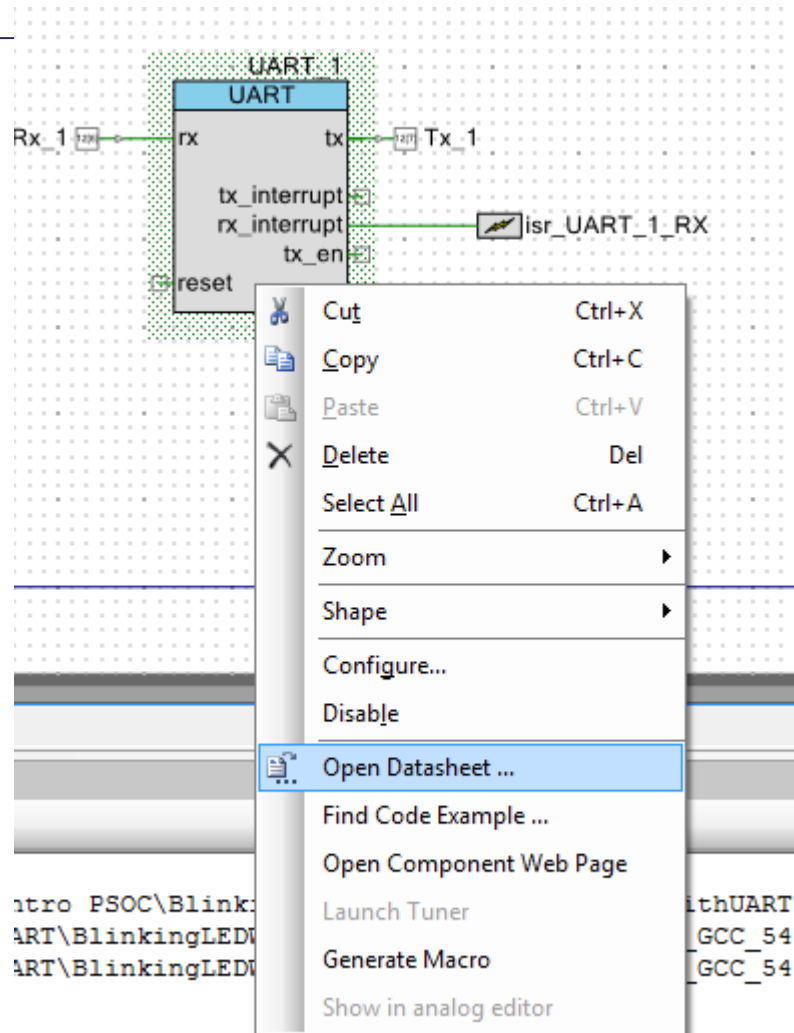 UART_1
UART
Rx_1 rx tx Tx_1
tx_interrupt
rx_interrupt isr_UART_1_RX
tx_en
reset
Cut Ctrl+X
Copy Ctrl+C
Paste Ctrl+V
Delete Del
Select All Ctrl+A
Zoom
Shape
Configure...
Disable
Open Datasheet ...
Find Code Example ...
Open Component Web Page
Launch Tuner
Generate Macro
Show in analog editor
ntro PSOC\Blink ithUART
ART\BlinkingLED _GCC_54
ART\BlinkingLED _GCC_54